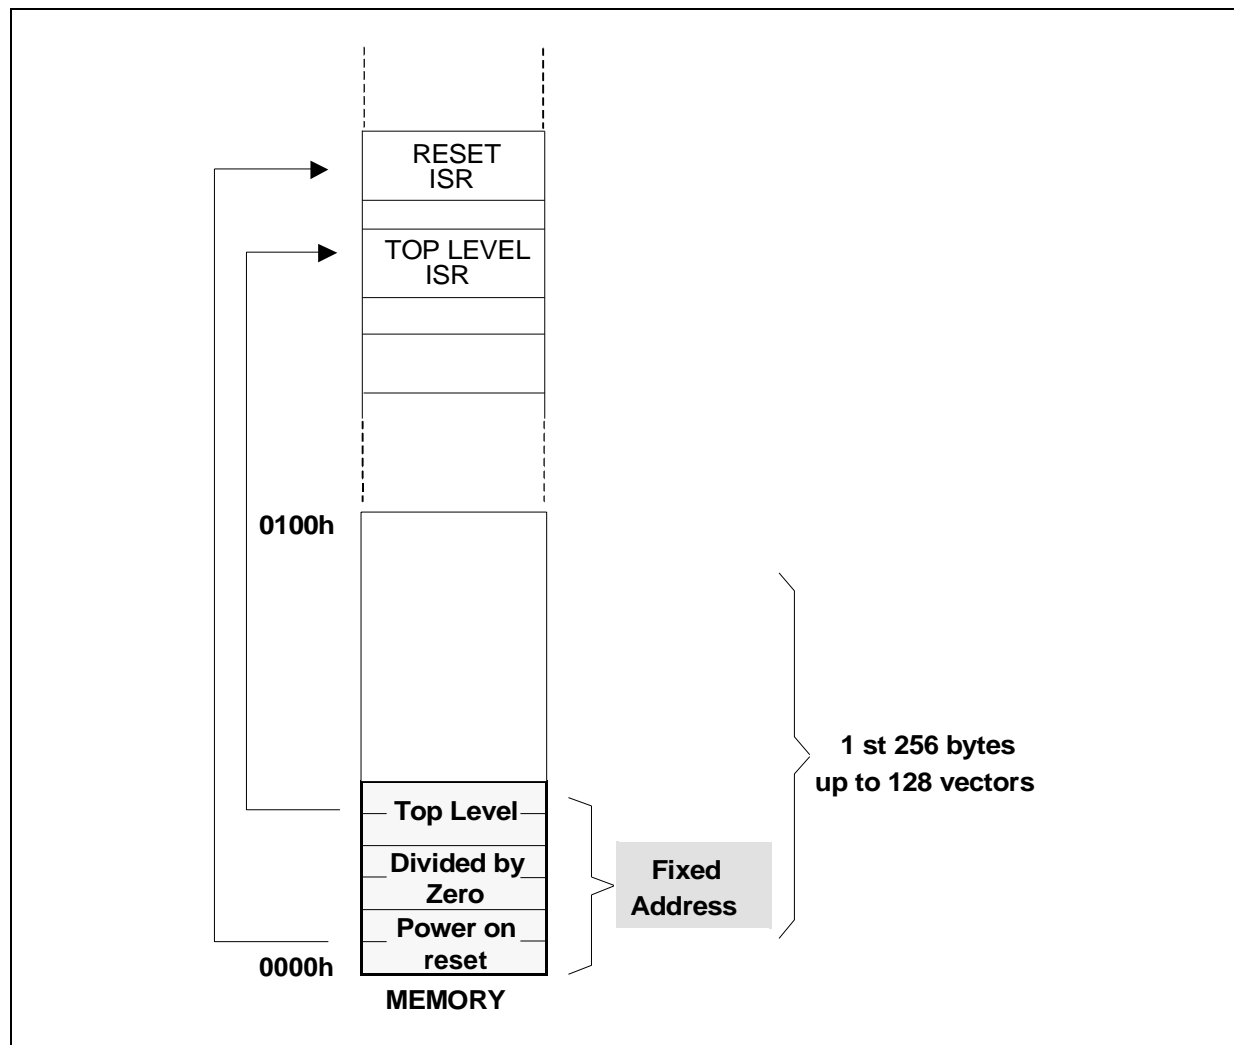 RESET
ISR
TOP LEVEL
ISR
0100h
1 st 256 bytes
up to 128 vectors
Top Level
Divided by
Zero
Fixed
Address
Power on
reset
0000h
MEMORY